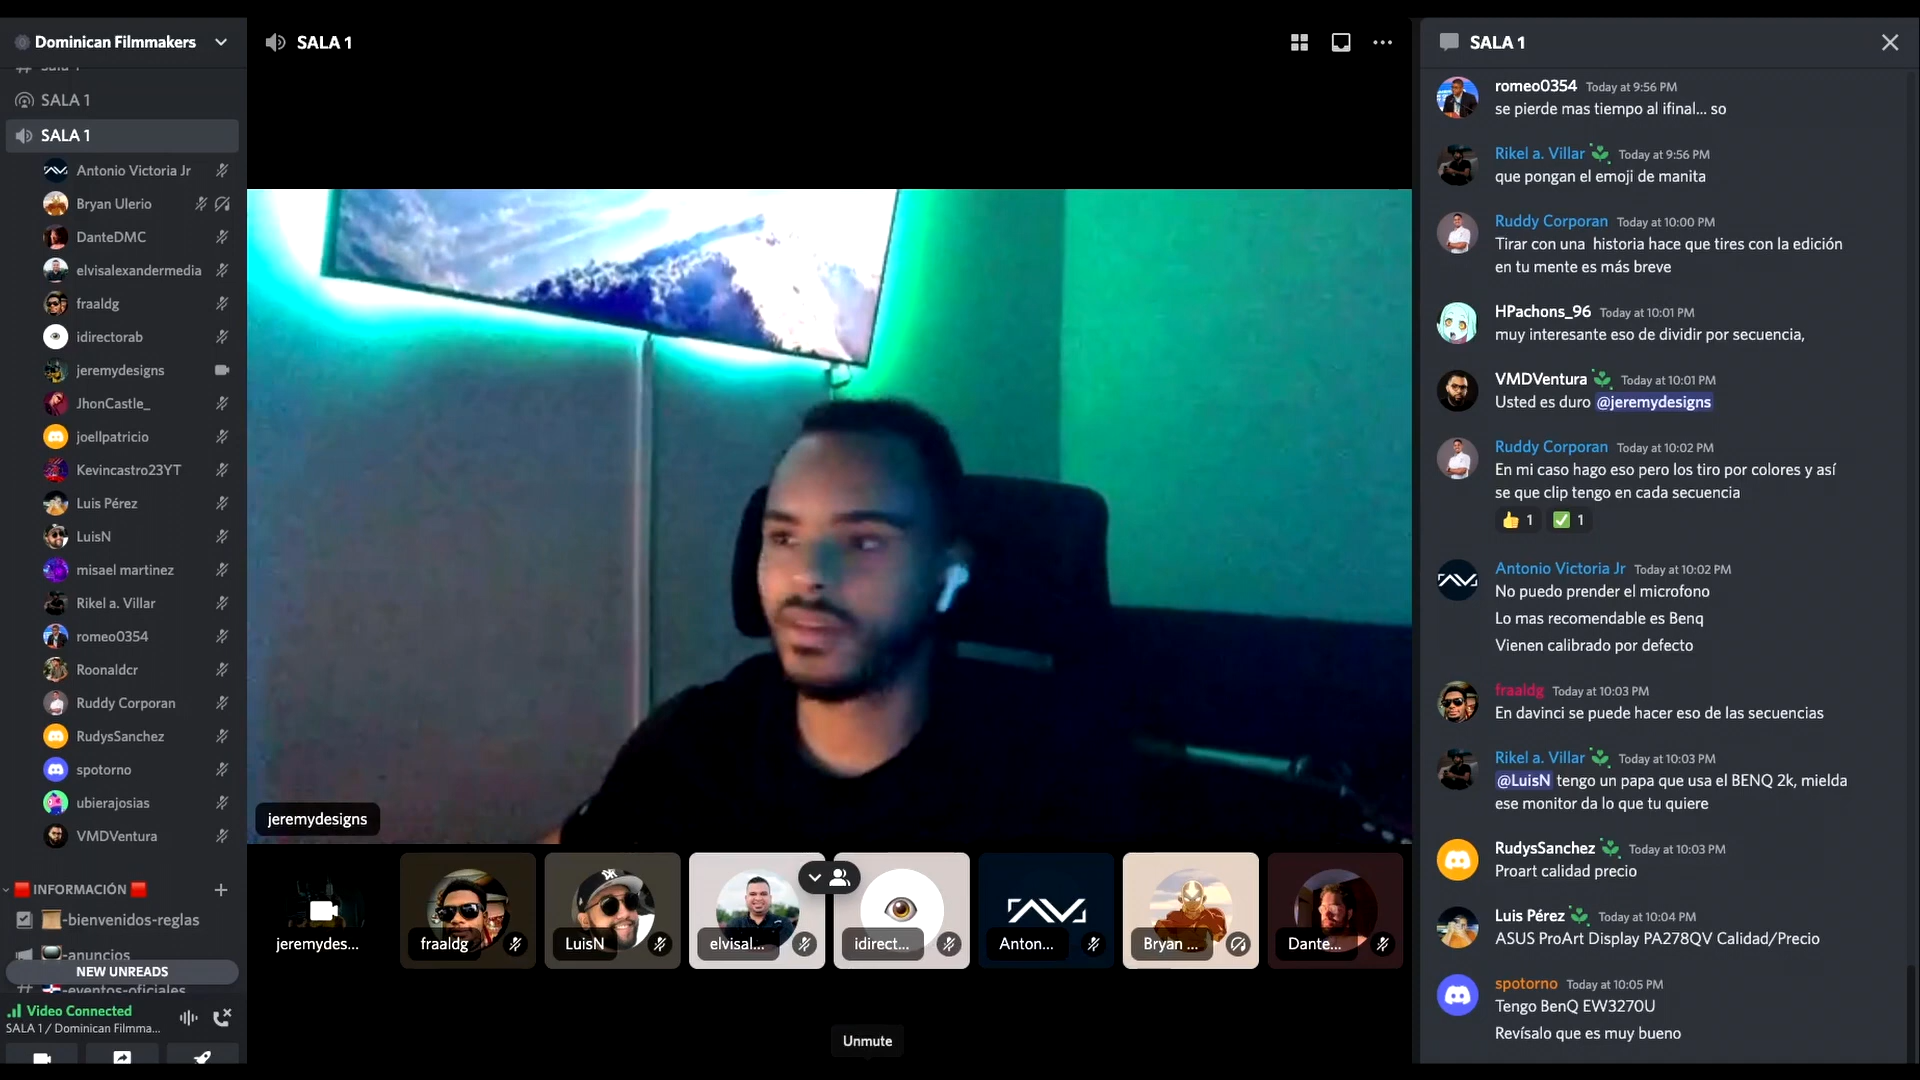 Dominican Filmmakers
SALA 1
SALA 1
Antonio Victoria Jr
Bryan Ulerio
DanteDMC
elvisalexandermedia
fraaldg
idirectorab
jeremydesigns
JhonCastle_
joellpatricio
Kevincastro23YT
Luis Pérez
LuisN
misael martinez
Rikel a. Villar
romeo0354
Roonaldcr
Ruddy Corporan
RudysSanchez
spotorno
ubierajosias
VMDVentura
INFORMACIÓN
-bienvenidos-reglas
-anuncios
NEW UNREADS
-eventos-oficiales
Video Connected
SALA 1 / Dominican Filmma...
SALA 1
jeremydesigns
jeremydes...
fraaldg
LuisN
elvisal...
idirect...
Anton...
Bryan ...
Dante...
Unmute
SALA 1
romeo0354 Today at 9:56 PM
se pierde mas tiempo al ifinal... so
Rikel a. Villar Today at 9:56 PM
que pongan el emoji de manita
Ruddy Corporan Today at 10:00 PM
Tirar con una historia hace que tires con la edición
en tu mente es más breve
HPachons_96 Today at 10:01 PM
muy interesante eso de dividir por secuencia,
VMDVentura Today at 10:01 PM
Usted es duro @jeremydesigns
Ruddy Corporan Today at 10:02 PM
En mi caso hago eso pero los tiro por colores y así
se que clip tengo en cada secuencia
1 1
Antonio Victoria Jr Today at 10:02 PM
No puedo prender el microfono
Lo mas recomendable es Benq
Vienen calibrado por defecto
fraaldg Today at 10:03 PM
En davinci se puede hacer eso de las secuencias
Rikel a. Villar Today at 10:03 PM
@LuisN tengo un papa que usa el BENQ 2k, mielda
ese monitor da lo que tu quiere
RudysSanchez Today at 10:03 PM
Proart calidad precio
Luis Pérez Today at 10:04 PM
ASUS ProArt Display PA278QV Calidad/Precio
spotorno Today at 10:05 PM
Tengo BenQ EW3270U
Revísalo que es muy bueno